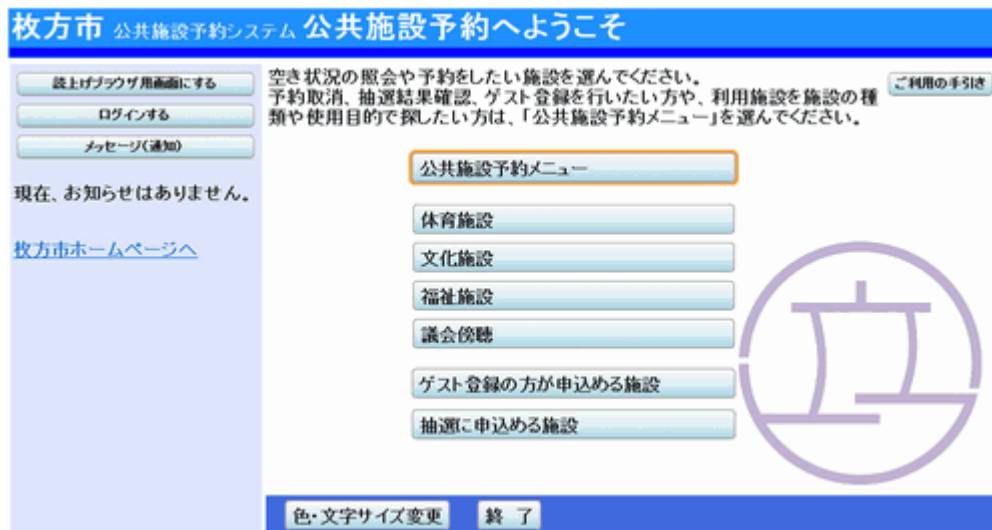 枚方市 公共施設予約システム 公共施設予約へようこそ
読上げブラウザ用画面にする
ログインする
メッセージ(通知)
現在、お知らせはありません。
枚方市ホームページへ
空き状況の照会や予約をしたい施設を選んでください。
予約取消、抽選結果確認、ゲスト登録を行いたい方や、利用施設を施設の種
類や使用目的で探したい方は、「公共施設予約メニュー」を選んでください。
ご利用の手引き
公共施設予約メニュー
体育施設
文化施設
福祉施設
議会傍聴
ゲスト登録の方が申込める施設
抽選に申込める施設
色・文字サイズ変更
終 了